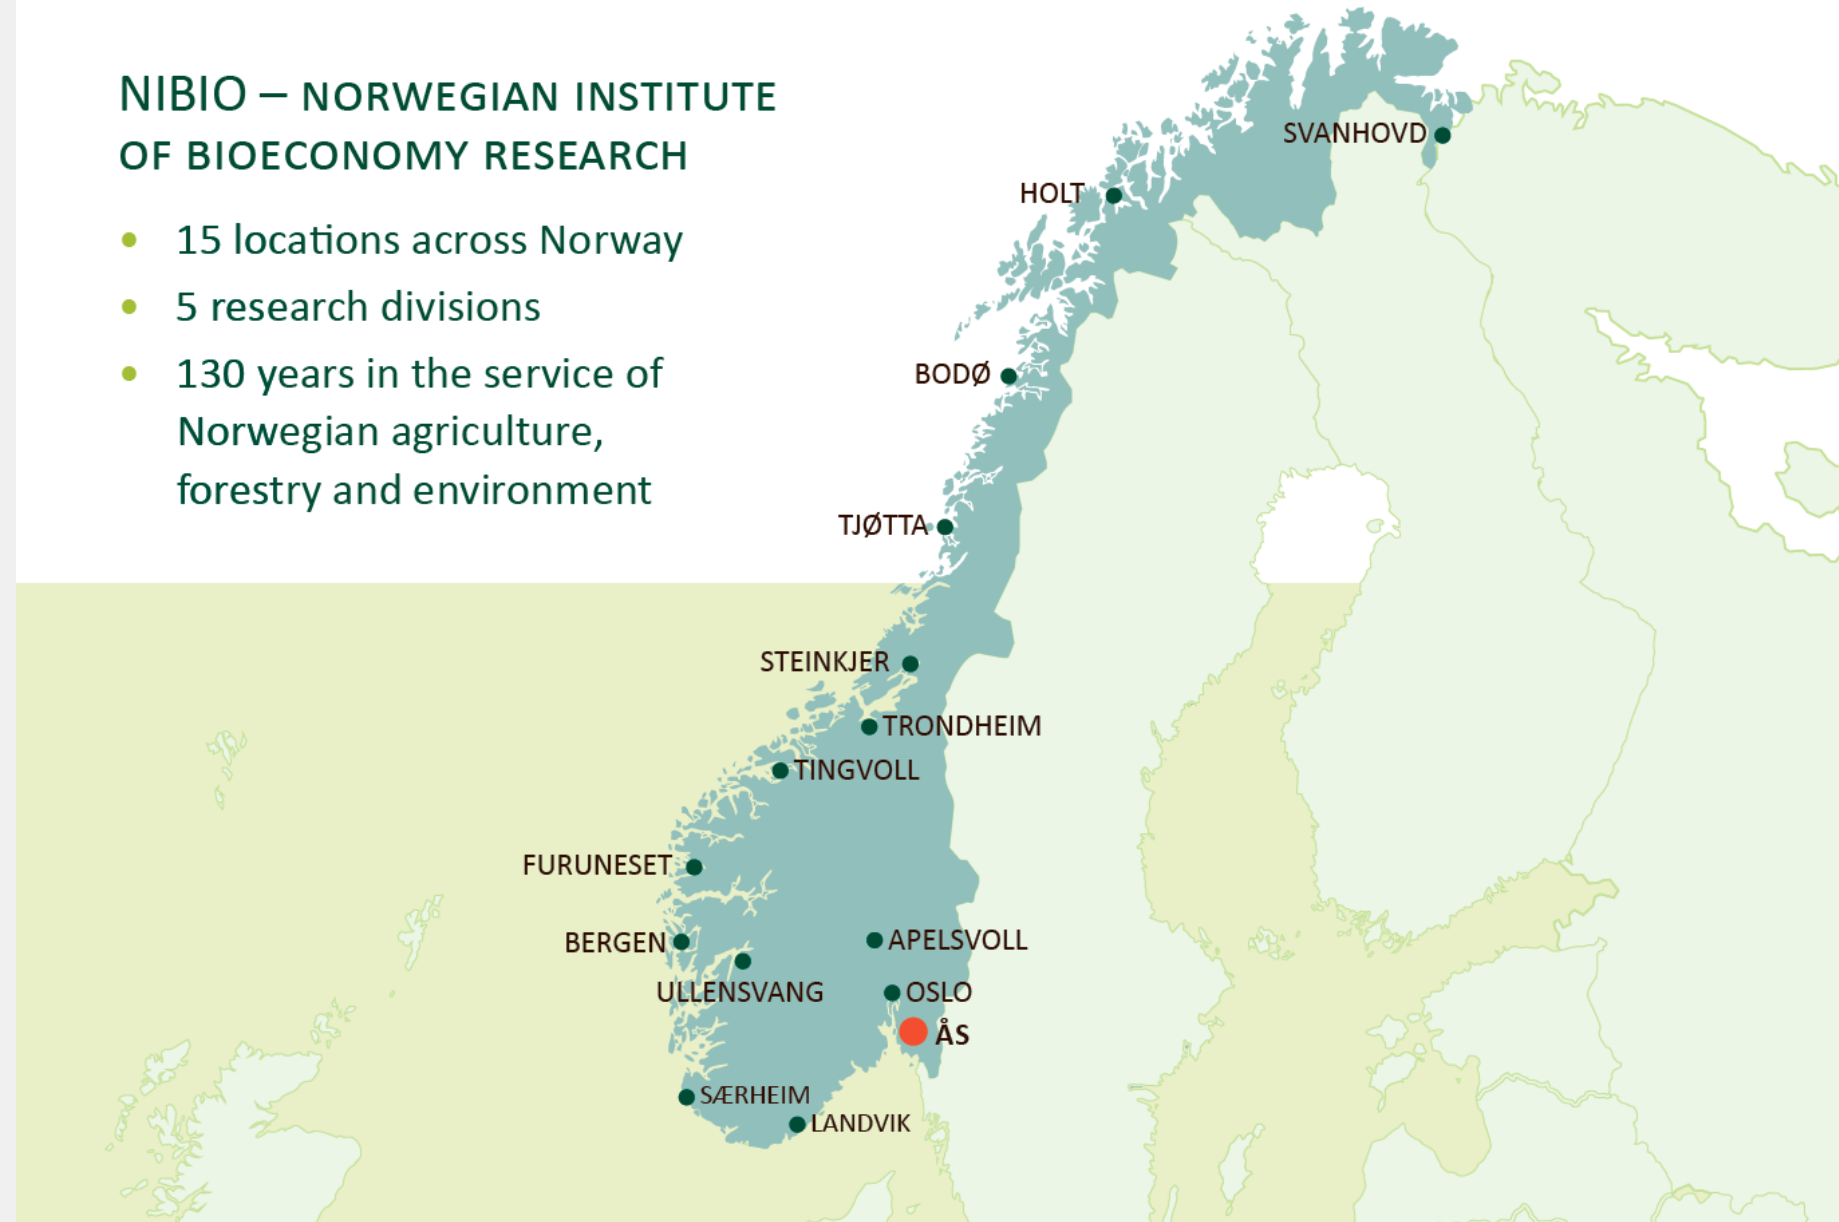 NIBIO – NORWEGIAN INSTITUTE
OF BIOECONOMY RESEARCH
• 15 locations across Norway
• 5 research divisions
• 130 years in the service of
Norwegian agriculture,
forestry and environment
SVANHOVD
HOLT
BODØ
TJØTTA
STEINKJER
TRONDHEIM
TINGVOLL
FURUNESET
BERGEN
APELSVOLL
ULLENSVANG
OSLO
ÅS
SÆRHEIM
LANDVIK